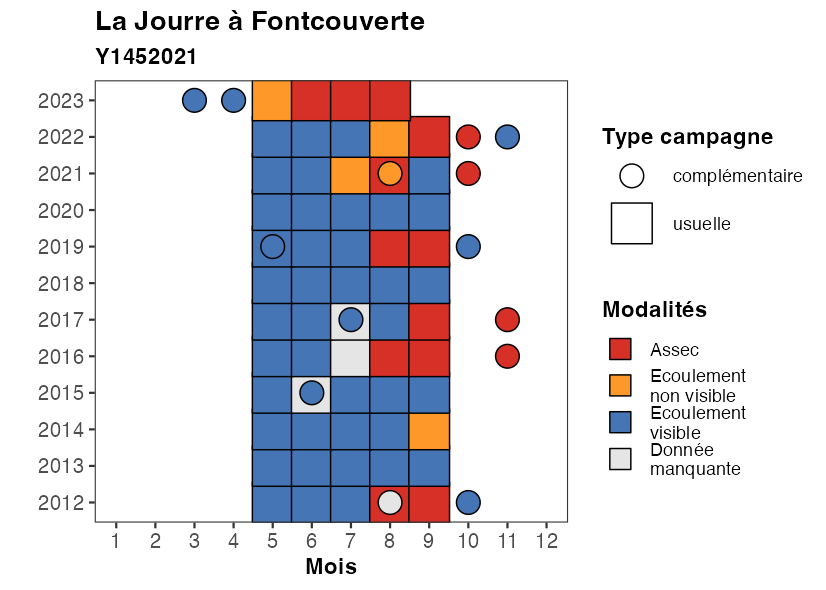 La Jourre à Fontcouverte
Y1452021
2023
2022
2021
2020
2019
2018
2017
2016
2015
2014
2013
2012
1 2 3 4 5 6 7 8 9 10 11 12
Mois
Type campagne
complémentaire
usuelle
Modalités
Assec
Ecoulement
non visible
Ecoulement
visible
Donnée
manquante